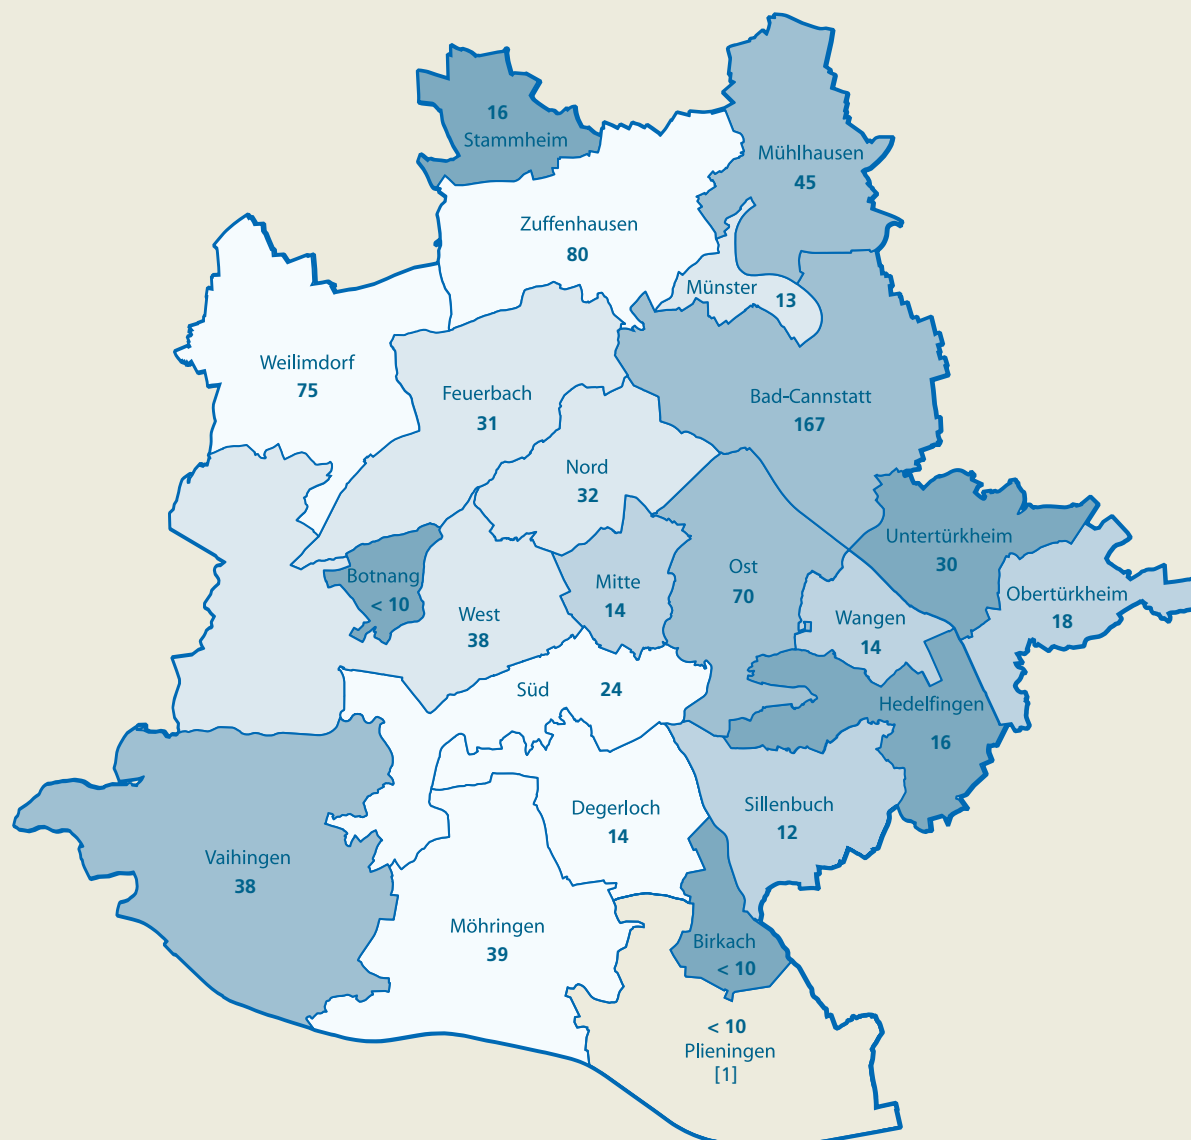 16
Stammheim
Mühlhausen
45
Zuffenhausen
80
Münster
13
Weilimdorf
75
Feuerbach
31
Bad-Cannstatt
167
Nord
32
Untertürkheim
30
Botnang
< 10
West
38
Mitte
14
Ost
70
Wangen
14
Obertürkheim
18
Süd
24
Hedelfingen
16
Degerloch
14
Sillenbuch
12
Vaihingen
38
Möhringen
39
Birkach
< 10
< 10
Plieningen
[1]